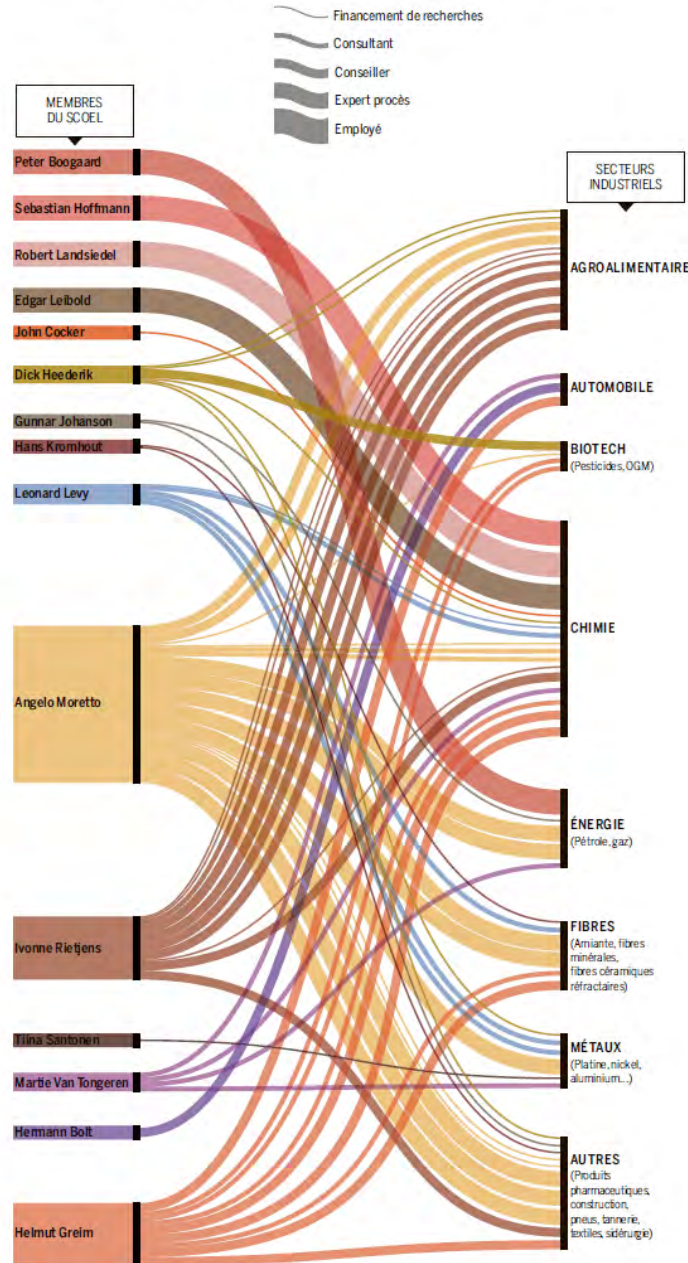 Financement de recherches
Consultant
Conseiller
Expert procès
Employé
MEMBRES
DU SCOEL
SECTEURS
INDUSTRIELS
Peter Boogaard
Sebastian Hoffmann
Robert Landsiedel
Edgar Leibold
John Cocker
Dick Heederik
Gunnar Johanson
Hans Kromhout
Leonard Levy
Angelo Moretto
Ivonne Rietjens
Tiina Santonen
Martie Van Tongeren
Hermann Bolt
Helmut Greim
AGROALIMENTAIRE
AUTOMOBILE
BIOTECH
(Pesticides, OGM)
CHIMIE
ÉNERGIE
(Pétrole, gaz)
FIBRES
(Amiante, fibres
minérales,
fibres céramiques
réfractaires)
MÉTAUX
(Platine, nickel,
aluminium...)
AUTRES
(Produits
pharmaceutiques,
construction,
pneus, tannerie,
textiles, sidérurgie)